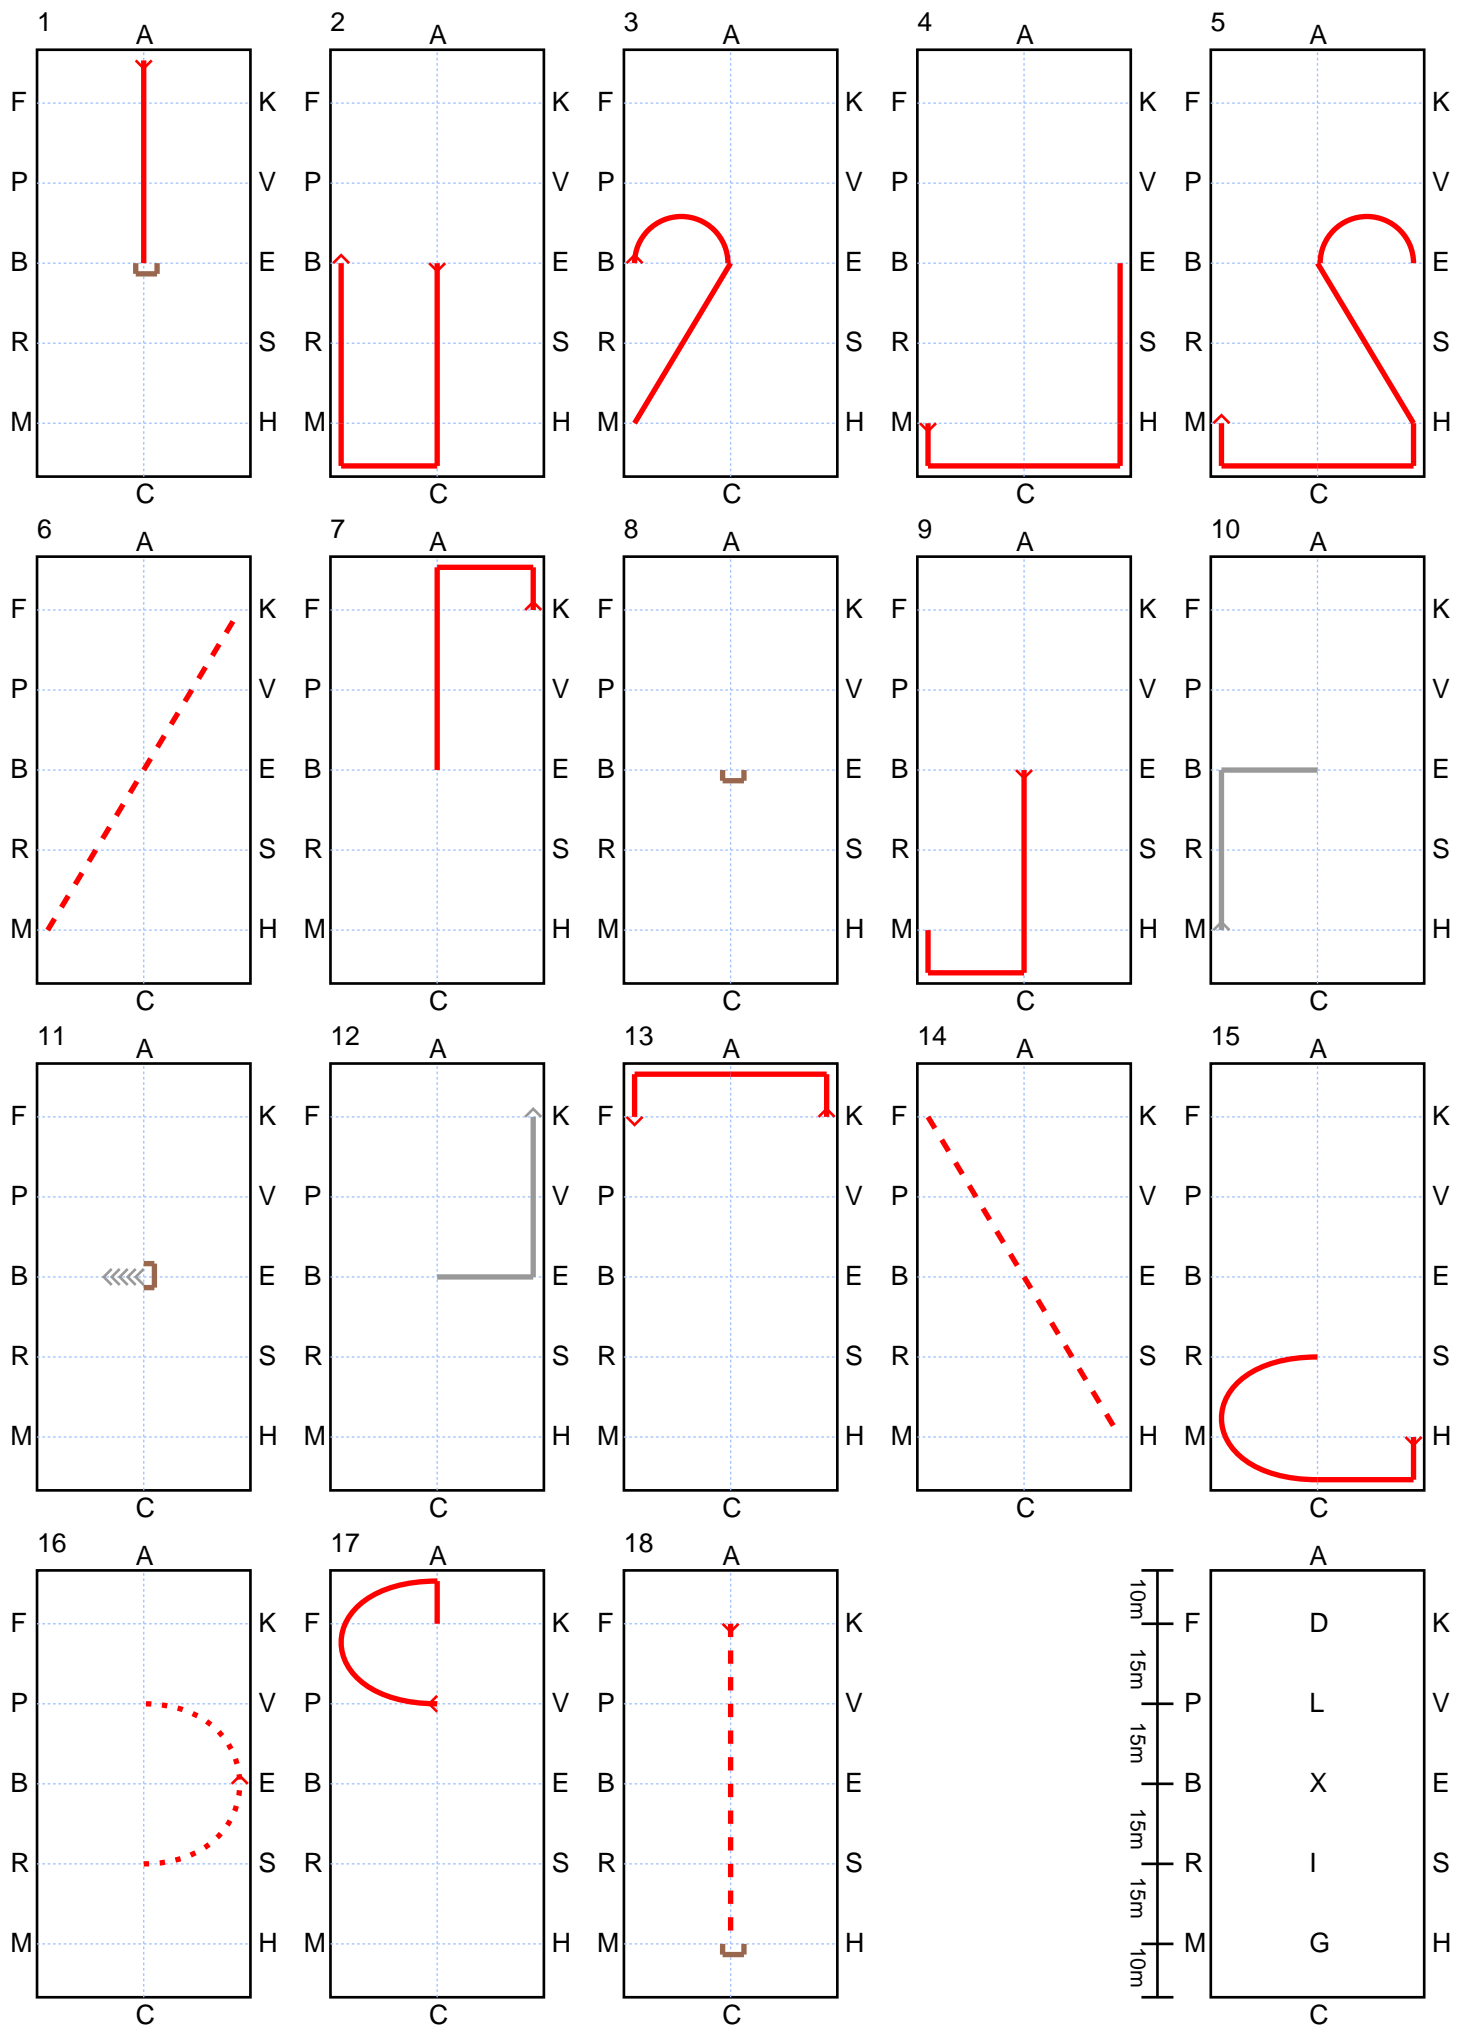 1 2 3 4 5
A A A A A
F K F K F K F K F K
P V P V P V P V P V
B E B E B E B E B E
R S R S R S R S R S
M H M H M H M H M H
C C C C C
6 7 8 9 10
A A A A A
F K F K F K F K F K
P V P V P V P V P V
B E B E B E B E B E
R S R S R S R S R S
M H M H M H M H M H
C C C C C
11 12 13 14 15
A A A A A
F K F K F K F K F K
P V P V P V P V P V
B E B E B E B E B E
R S R S R S R S R S
M H M H M H M H M H
C C C C C
16 17 18
A A A A
10m
F K F K F K F D K
15m
P V P V P V P L V
15m
B E B E B E B X E
15m
R S R S R S R I S
15m
M H M H M H M G H
10m
C C C C